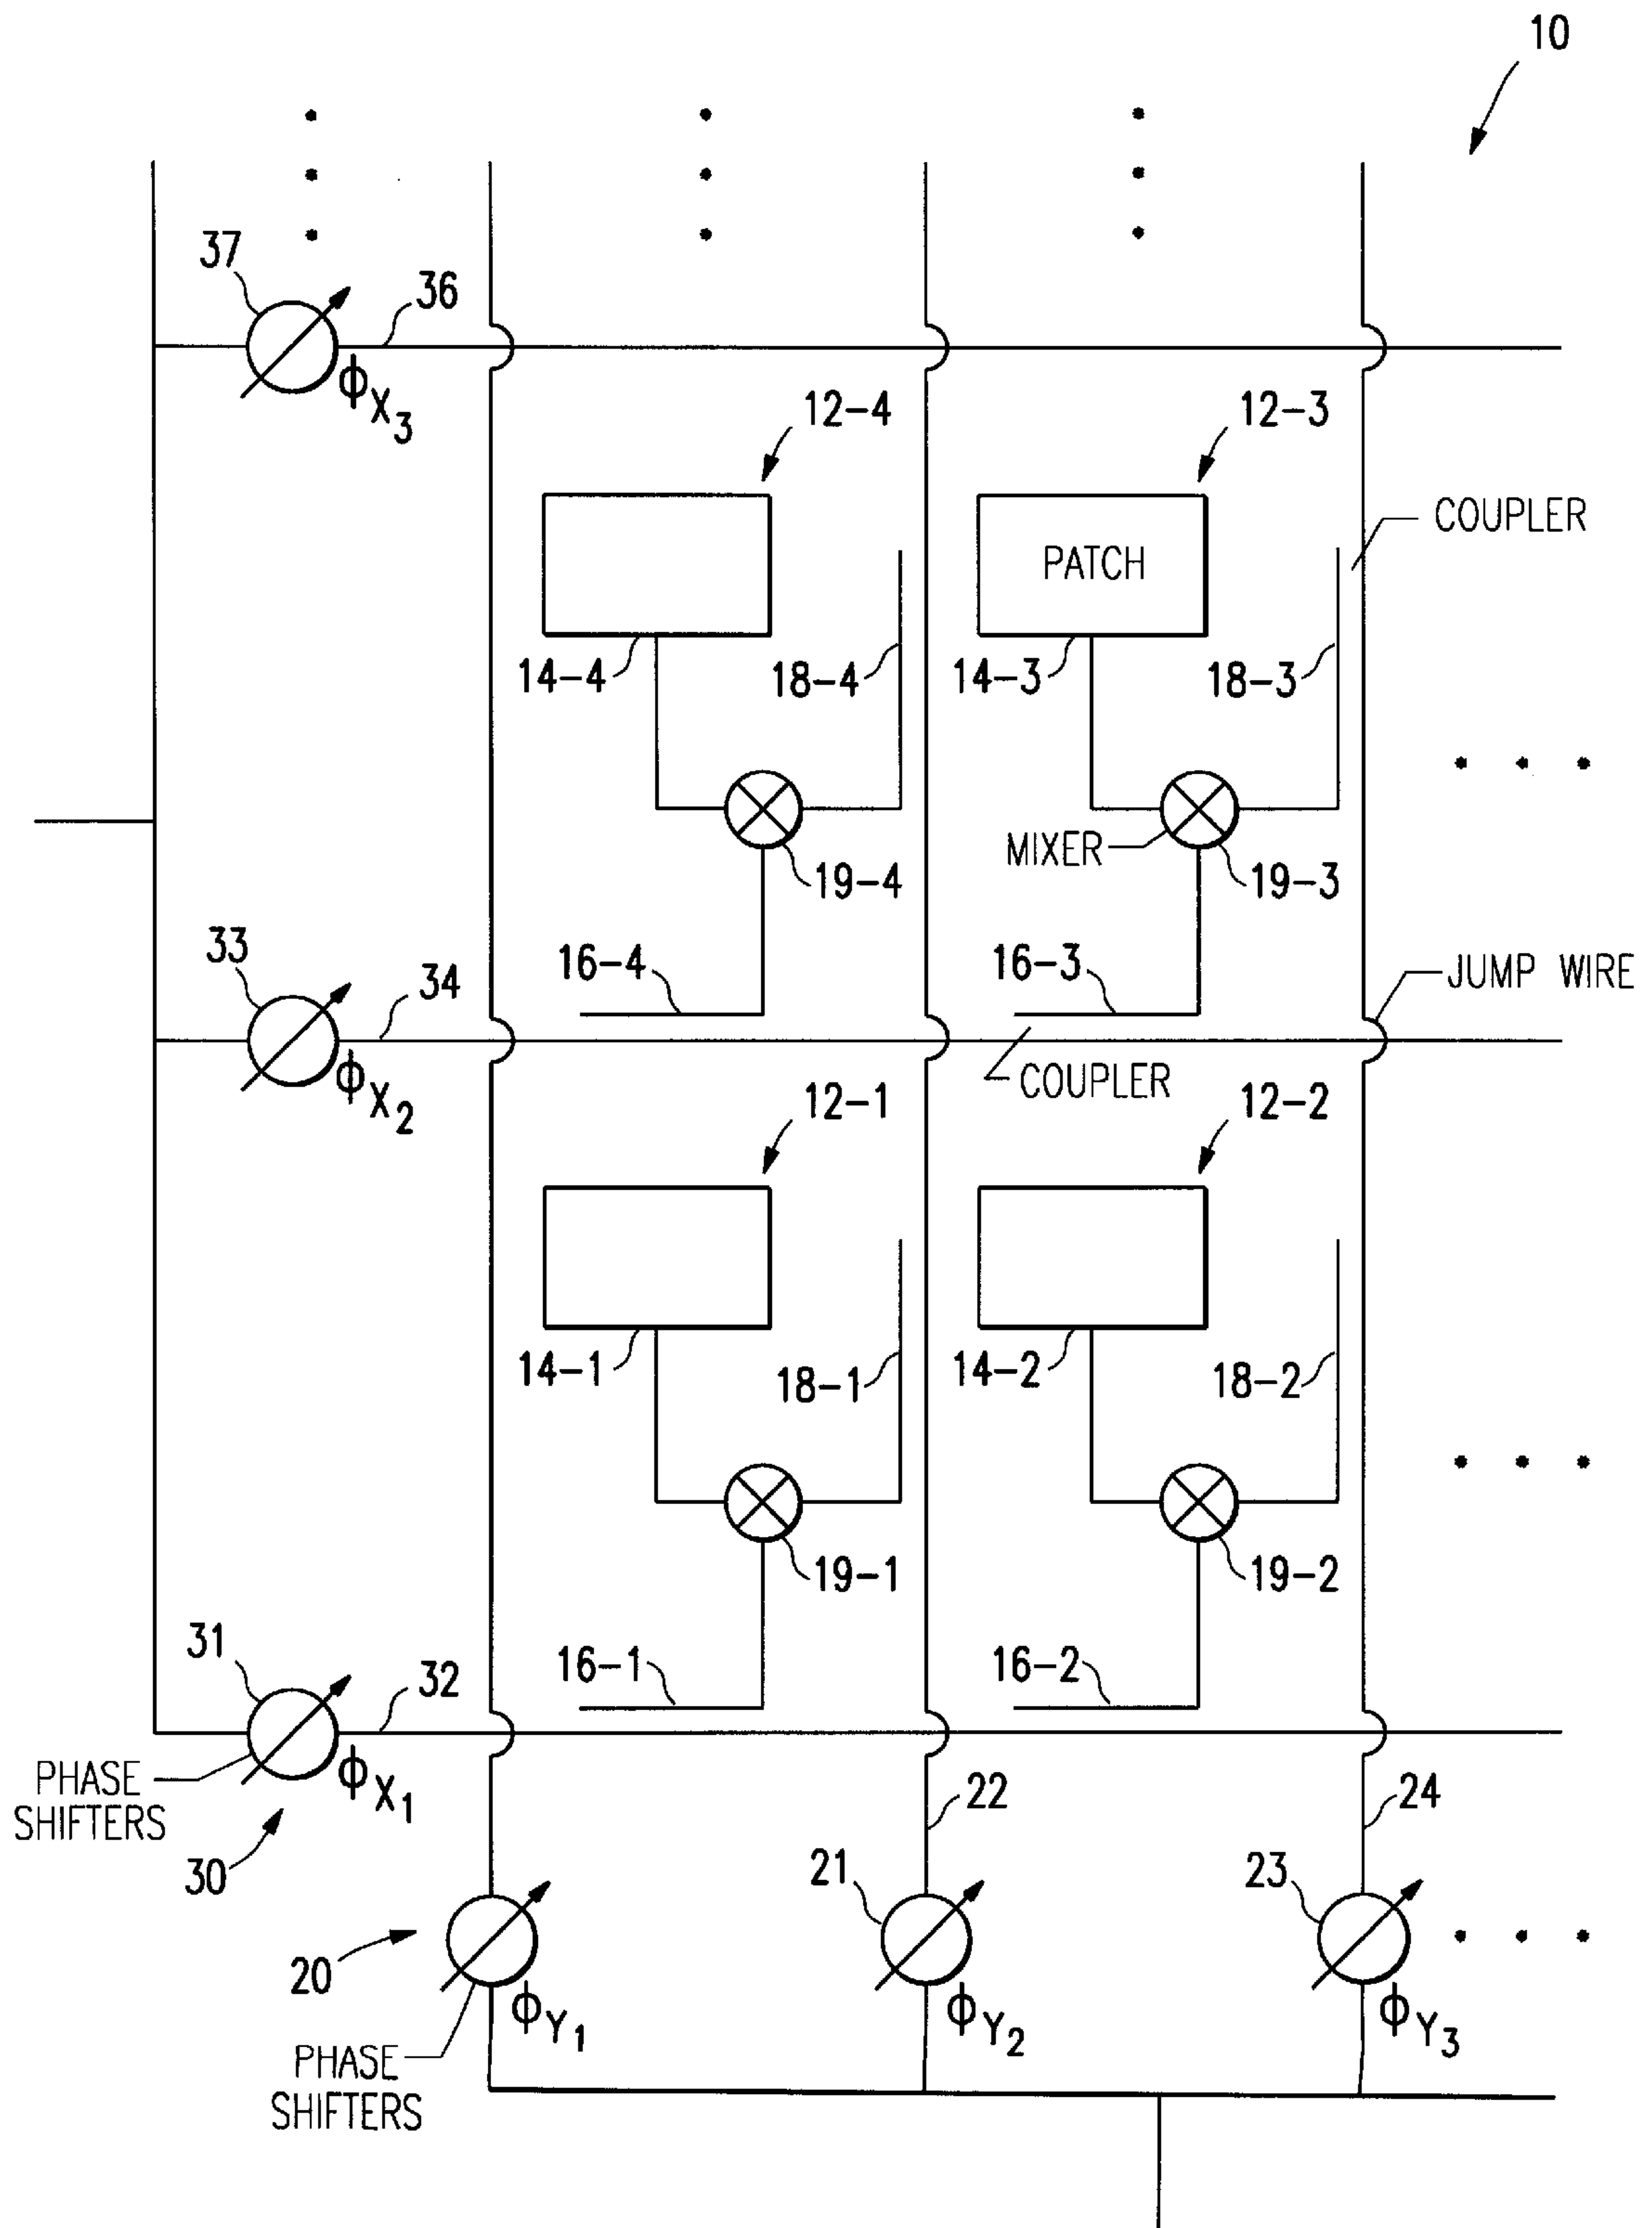 10
37
36
ϕX3
12-4
12-3
COUPLER
PATCH
14-4
18-4
14-3
18-3
MIXER
19-4
19-3
33
34
16-4
16-3
JUMP WIRE
ϕX2
COUPLER
12-1
12-2
14-1
18-1
14-2
18-2
19-1
19-2
31
32
16-1
16-2
PHASE
SHIFTERS
ϕX1
22
24
30
21
23
20
ϕY1
ϕY2
ϕY3
PHASE
SHIFTERS